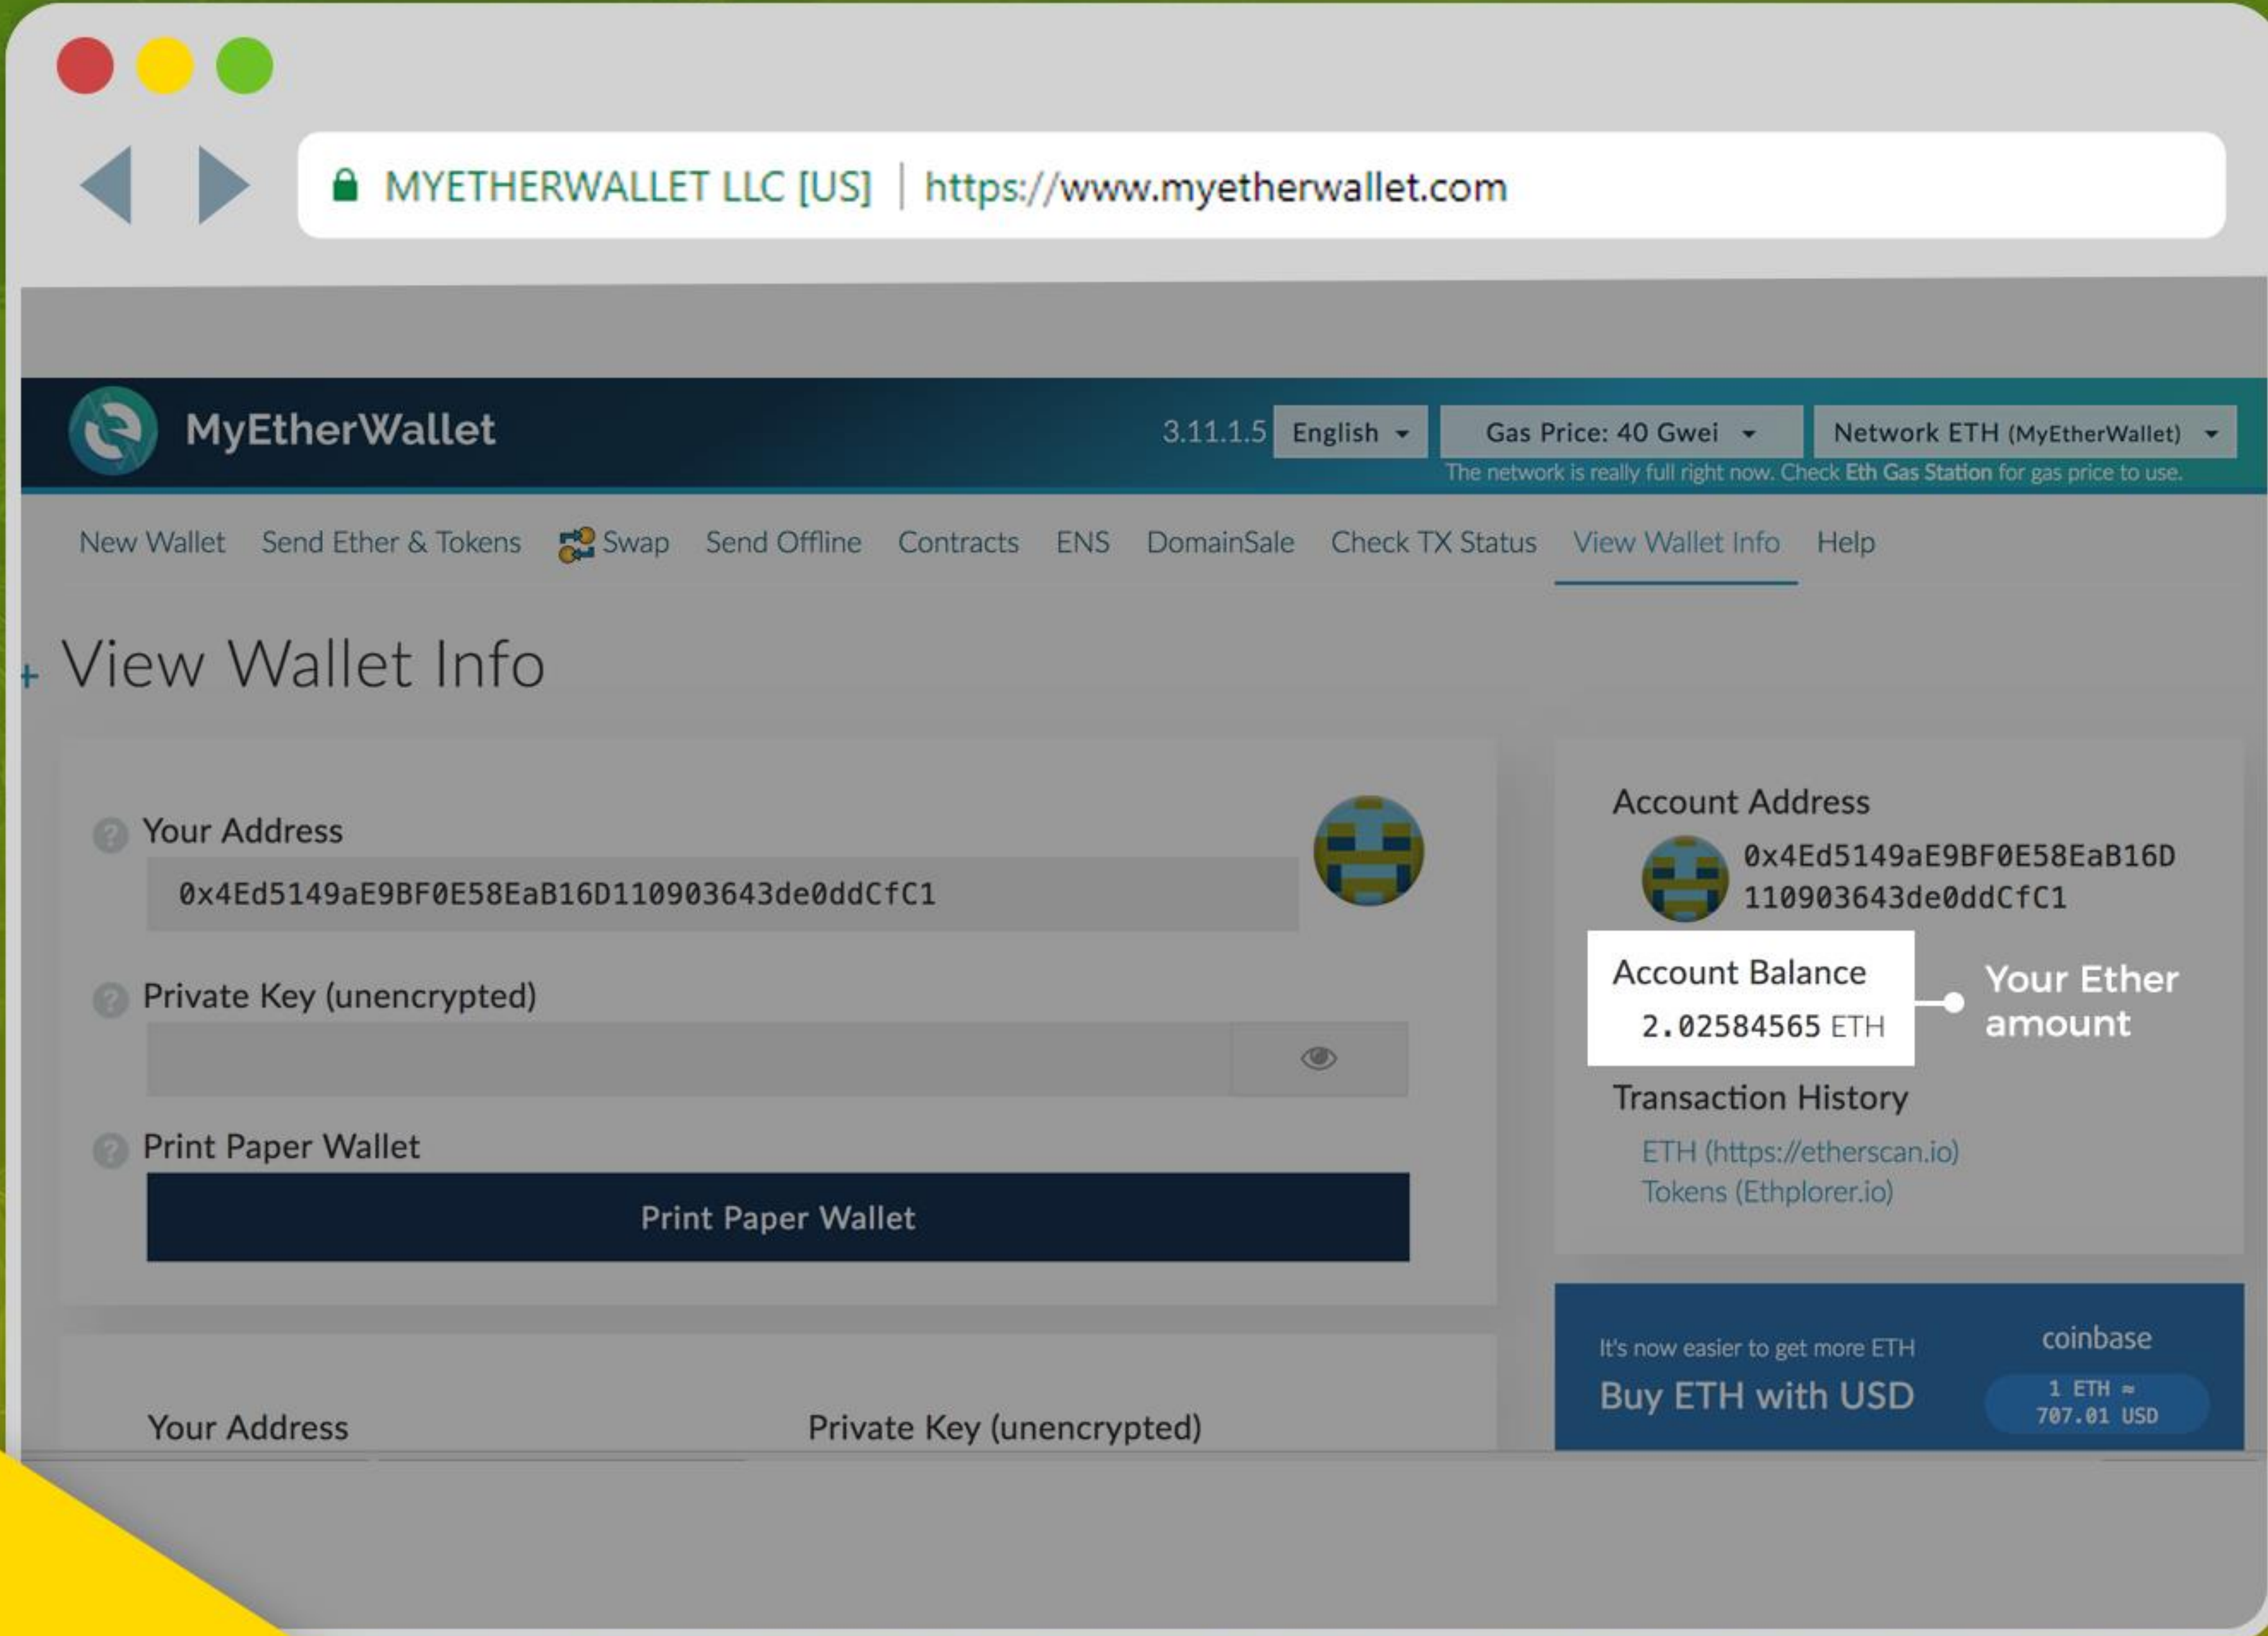 MYETHERWALLET LLC [US] | https://www.myetherwallet.com
MyEtherWallet 3.11.1.5 English Gas Price: 40 Gwei Network ETH (MyEtherWallet)
The network is really full right now. Check Eth Gas Station for gas price to use.
New Wallet Send Ether & Tokens Swap Send Offline Contracts ENS DomainSale Check TX Status View Wallet Info Help
+ View Wallet Info
? Your Address
0x4Ed5149aE9BF0E58EaB16D110903643de0ddCfC1
? Private Key (unencrypted)
? Print Paper Wallet
Print Paper Wallet
Your Address Private Key (unencrypted)
Account Address
0x4Ed5149aE9BF0E58EaB16D
110903643de0ddCfC1
Account Balance
2.02584565 ETH
Your Ether
amount
Transaction History
ETH (https://etherscan.io)
Tokens (Ethplorer.io)
It's now easier to get more ETH
Buy ETH with USD
coinbase
1 ETH ≈
707.01 USD